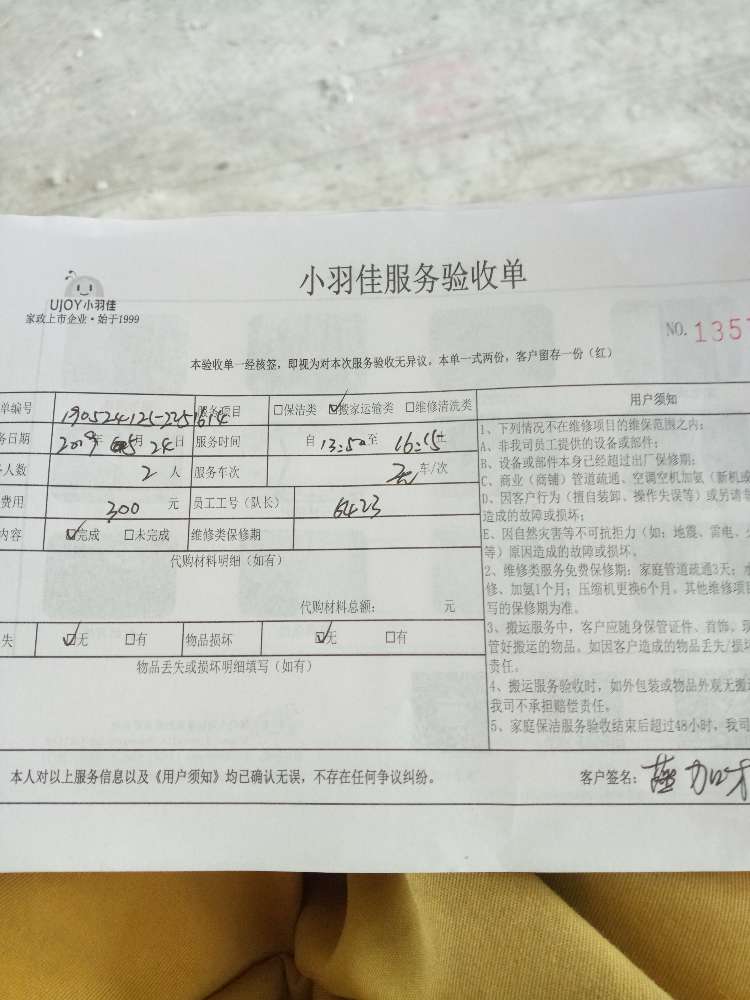 小羽佳服务验收单
UJOY小羽佳
家政上市企业·始于1999
NO.1357
本验收单一经核签,即视为对本次服务验收无异议。本单一式两份,客户留存一份(红)
单编号 190524125-2251614 服务项目 □保洁类 ☑搬家运输类 □维修清洗类
务日期 2019年 05月 24日 服务时间 自 13:50至 16:15止
人数 2 人 服务车次 车/次
费用 300 元 员工工号(队长) 6423
内容 ☑完成 □未完成 维修类保修期
代购材料明细(如有)
代购材料总额: 元
失 ☑无 □有 物品损坏 ☑无 □有
物品丢失或损坏明细填写(如有)
用户须知
1、下列情况不在维修项目的维保范围之内:
A、非我司员工提供的设备或部件;
B、设备或部件本身已经超过出厂保修期;
C、商业(商铺)管道疏通、空调空机加氨(新机或
D、因客户行为(擅自装卸、操作失误等)或另请
造成的故障或损坏;
E、因自然灾害等不可抗拒力(如:地震、雷电、
等)原因造成的故障或损坏。
2、维修类服务免费保修期:家庭管道疏通3天;水
修、加氨1个月;压缩机更换6个月。其他维修项目
写的保修期为准。
3、搬运服务中,客户应随身保管证件、首饰、现
管好搬运的物品。如因客户造成的物品丢失/损坏
责任。
4、搬运服务验收时,如外包装或物品外观无搬运
我司不承担赔偿责任。
5、家庭保洁服务验收结束后超过48小时,我司
本人对以上服务信息以及《用户须知》均已确认无误,不存在任何争议纠纷。 客户签名: